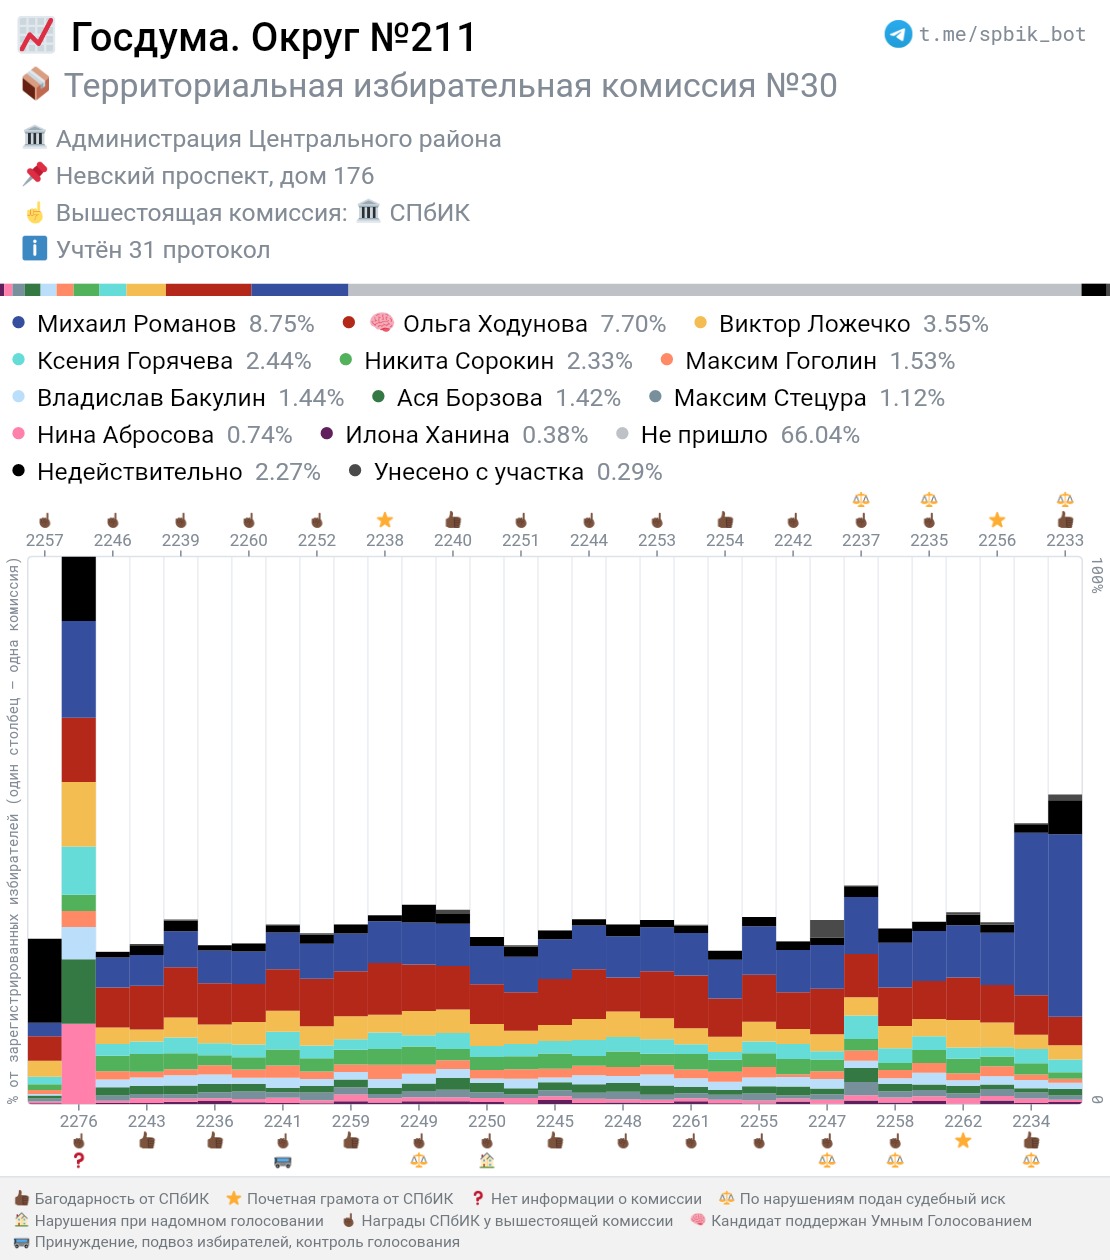 Госдума. Округ №211
t.me/spbik_bot
Территориальная избирательная комиссия №30
Администрация Центрального района
Невский проспект, дом 176
Вышестоящая комиссия: СПбИК
Учтён 31 протокол
Михаил Романов 8.75% Ольга Ходунова 7.70% Виктор Ложечко 3.55%
Ксения Горячева 2.44% Никита Сорокин 2.33% Максим Гоголин 1.53%
Владислав Бакулин 1.44% Ася Борзова 1.42% Максим Стецура 1.12%
Нина Абросова 0.74% Илона Ханина 0.38% Не пришло 66.04%
Недействительно 2.27% Унесено с участка 0.29%
2257 2246 2239 2260 2252 2238 2240 2251 2244 2253 2254 2242 2237 2235 2256 2233
% от зарегистрированных избирателей (один столбец – одна комиссия)
100%
0
2276 2243 2236 2241 2259 2249 2250 2245 2248 2261 2255 2247 2258 2262 2234
Багодарность от СПбИК Почетная грамота от СПбИК Нет информации о комиссии По нарушениям подан судебный иск
Нарушения при надомном голосовании Награды СПбИК у вышестоящей комиссии Кандидат поддержан Умным Голосованием
Принуждение, подвоз избирателей, контроль голосования